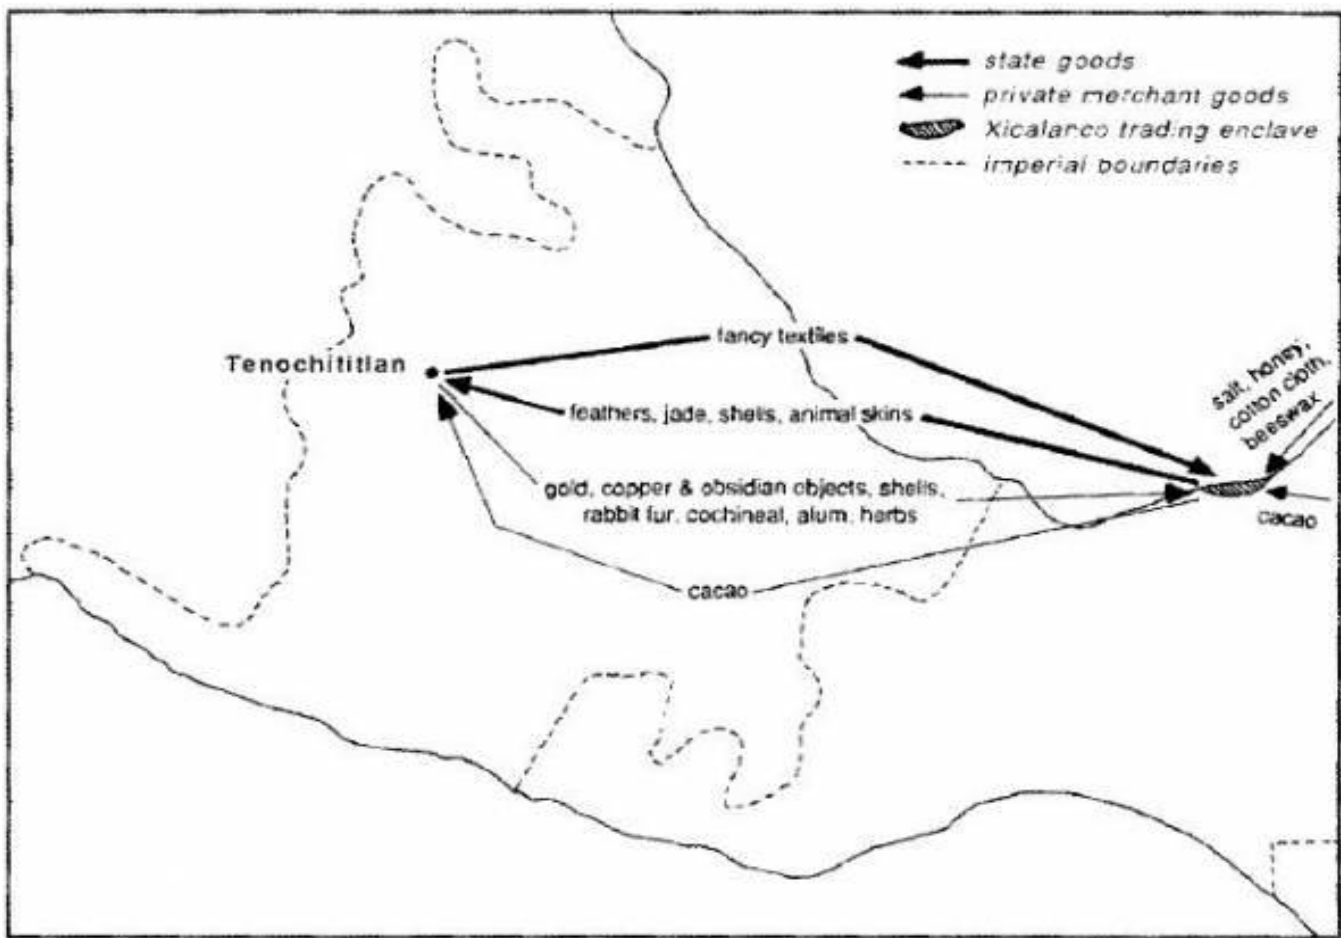 state goods
private merchant goods
Xicalanco trading enclave
imperial boundaries
fancy textiles
Tenochititlan
feathers, jade, shells, animal skins
salt, honey,
cotton cloth,
beeswax
gold, copper & obsidian objects, shells,
rabbit fur, cochineal, alum, herbs
cacao
cacao